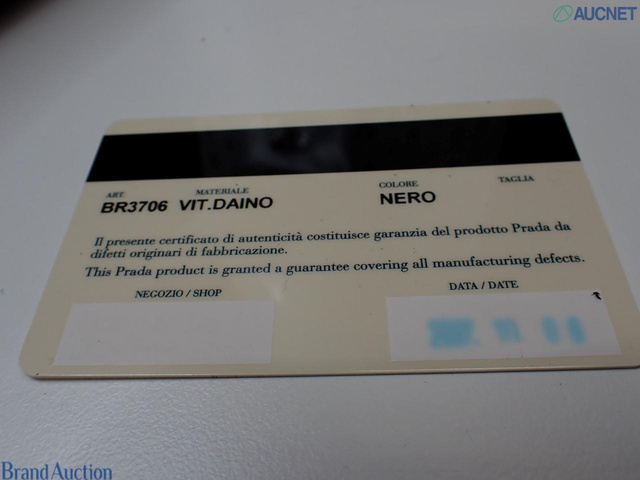 AUCNET
ART MATERIALE COLORE TAGLIA
BR3706 VIT.DAINO NERO
Il presente certificato di autenticità costituisce garanzia del prodotto Prada da
difetti originari di fabbricazione.
This Prada product is granted a guarantee covering all manufacturing defects.
NEGOZIO / SHOP DATA / DATE
Brand Auction